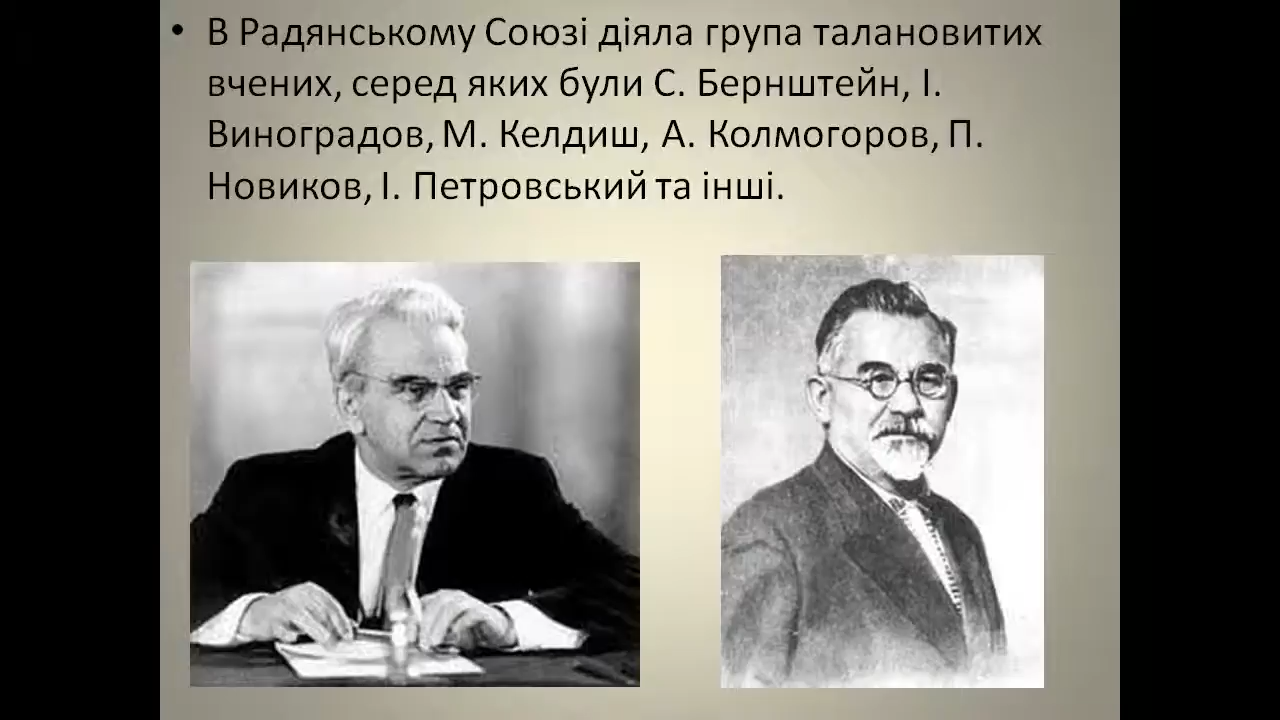 • В Радянському Союзі діяла група талановитих
вчених, серед яких були С. Бернштейн, І.
Виноградов, М. Келдиш, А. Колмогоров, П.
Новиков, І. Петровський та інші.